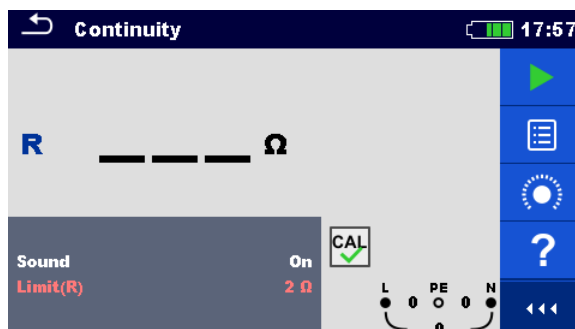 Continuity 17:57
R _ _ _ Ω
?
Sound On
Limit(R) 2 Ω
CAL
L PE N
0 0
0